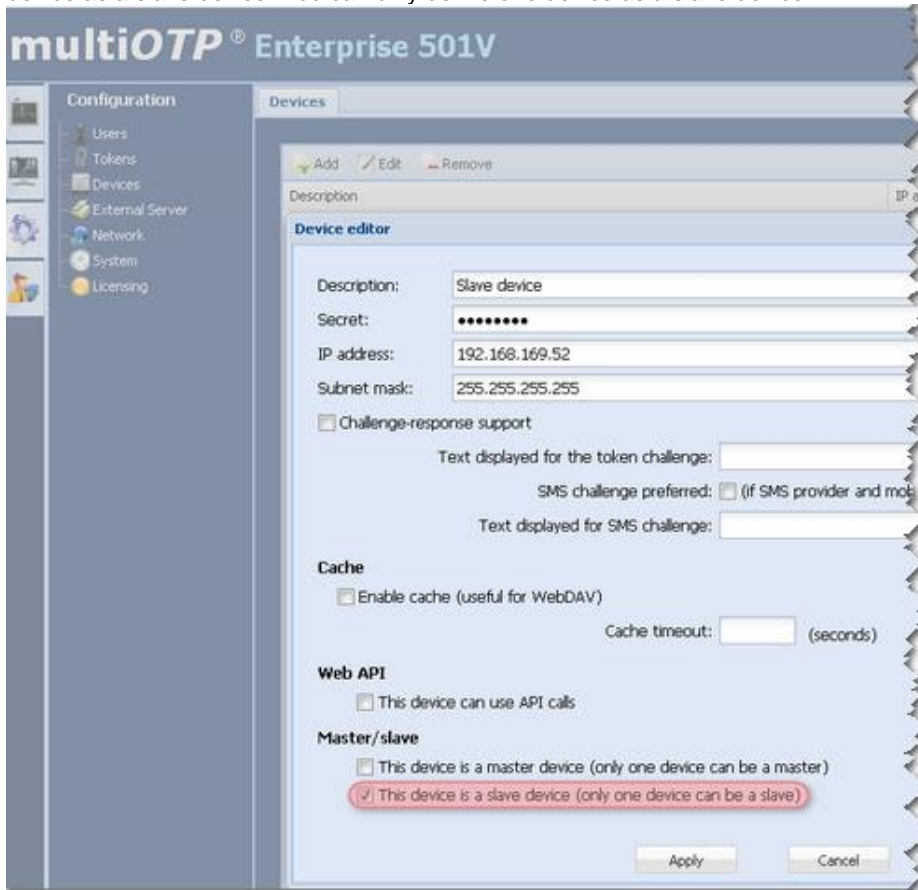 multiOTP ® Enterprise 501V
Configuration
Users
Tokens
Devices
External Server
Network
System
Licensing
Devices
Add Edit Remove
Description IP
Device editor
Description: Slave device
Secret: ••••••••
IP address: 192.168.169.52
Subnet mask: 255.255.255.255
Challenge-response support
Text displayed for the token challenge:
SMS challenge preferred: (if SMS provider and
Text displayed for SMS challenge:
Cache
Enable cache (useful for WebDAV)
Cache timeout: (seconds)
Web API
This device can use API calls
Master/slave
This device is a master device (only one device can be a master)
This device is a slave device (only one device can be a slave)
Apply Cancel